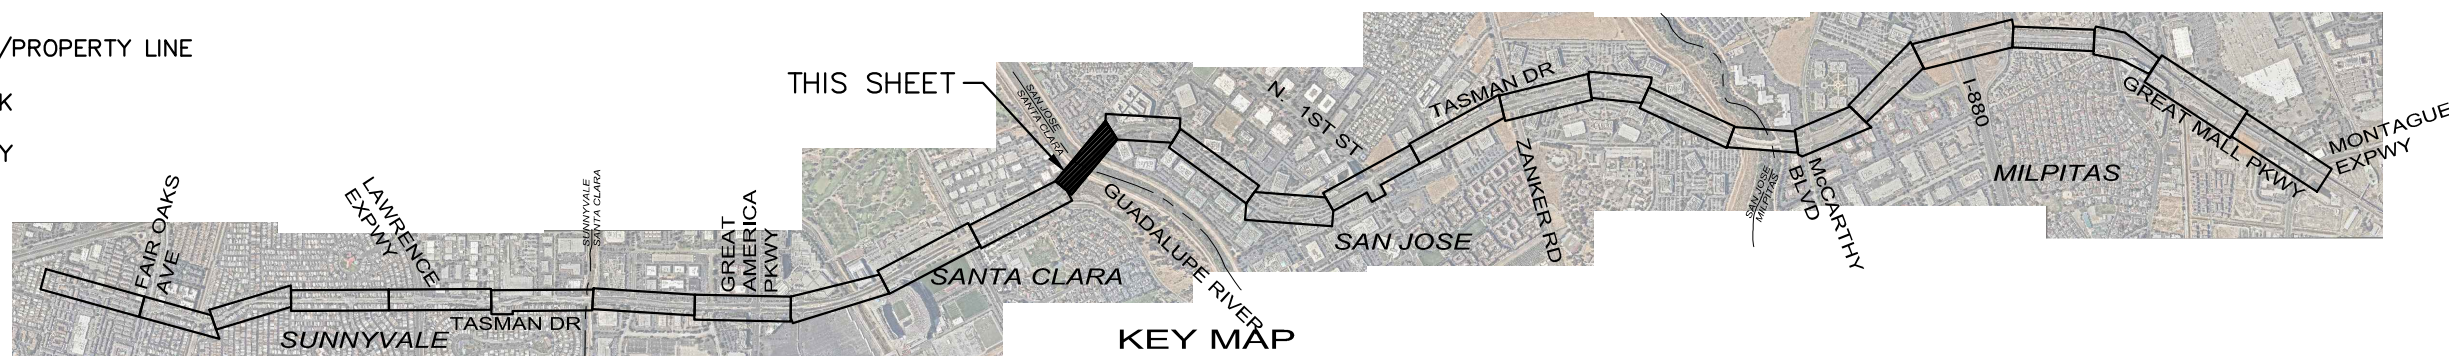 /PROPERTY LINE
K
Y
THIS SHEET
SAN JOSE
SANTA CLARA
N. 1ST ST
TASMAN DR
I-880
GREAT MALL PKWY
MONTAGUE
EXPWY
MILPITAS
FAIR OAKS
AVE
LAWRENCE
EXPWY
SUNNYVALE
SANTA CLARA
GREAT
AMERICA
PKWY
GUADALUPE RIVER
ZANKER RD
SAN JOSE
MILPITAS
McCARTHY
BLVD
SAN JOSE
SANTA CLARA
TASMAN DR
SUNNYVALE
KEY MAP